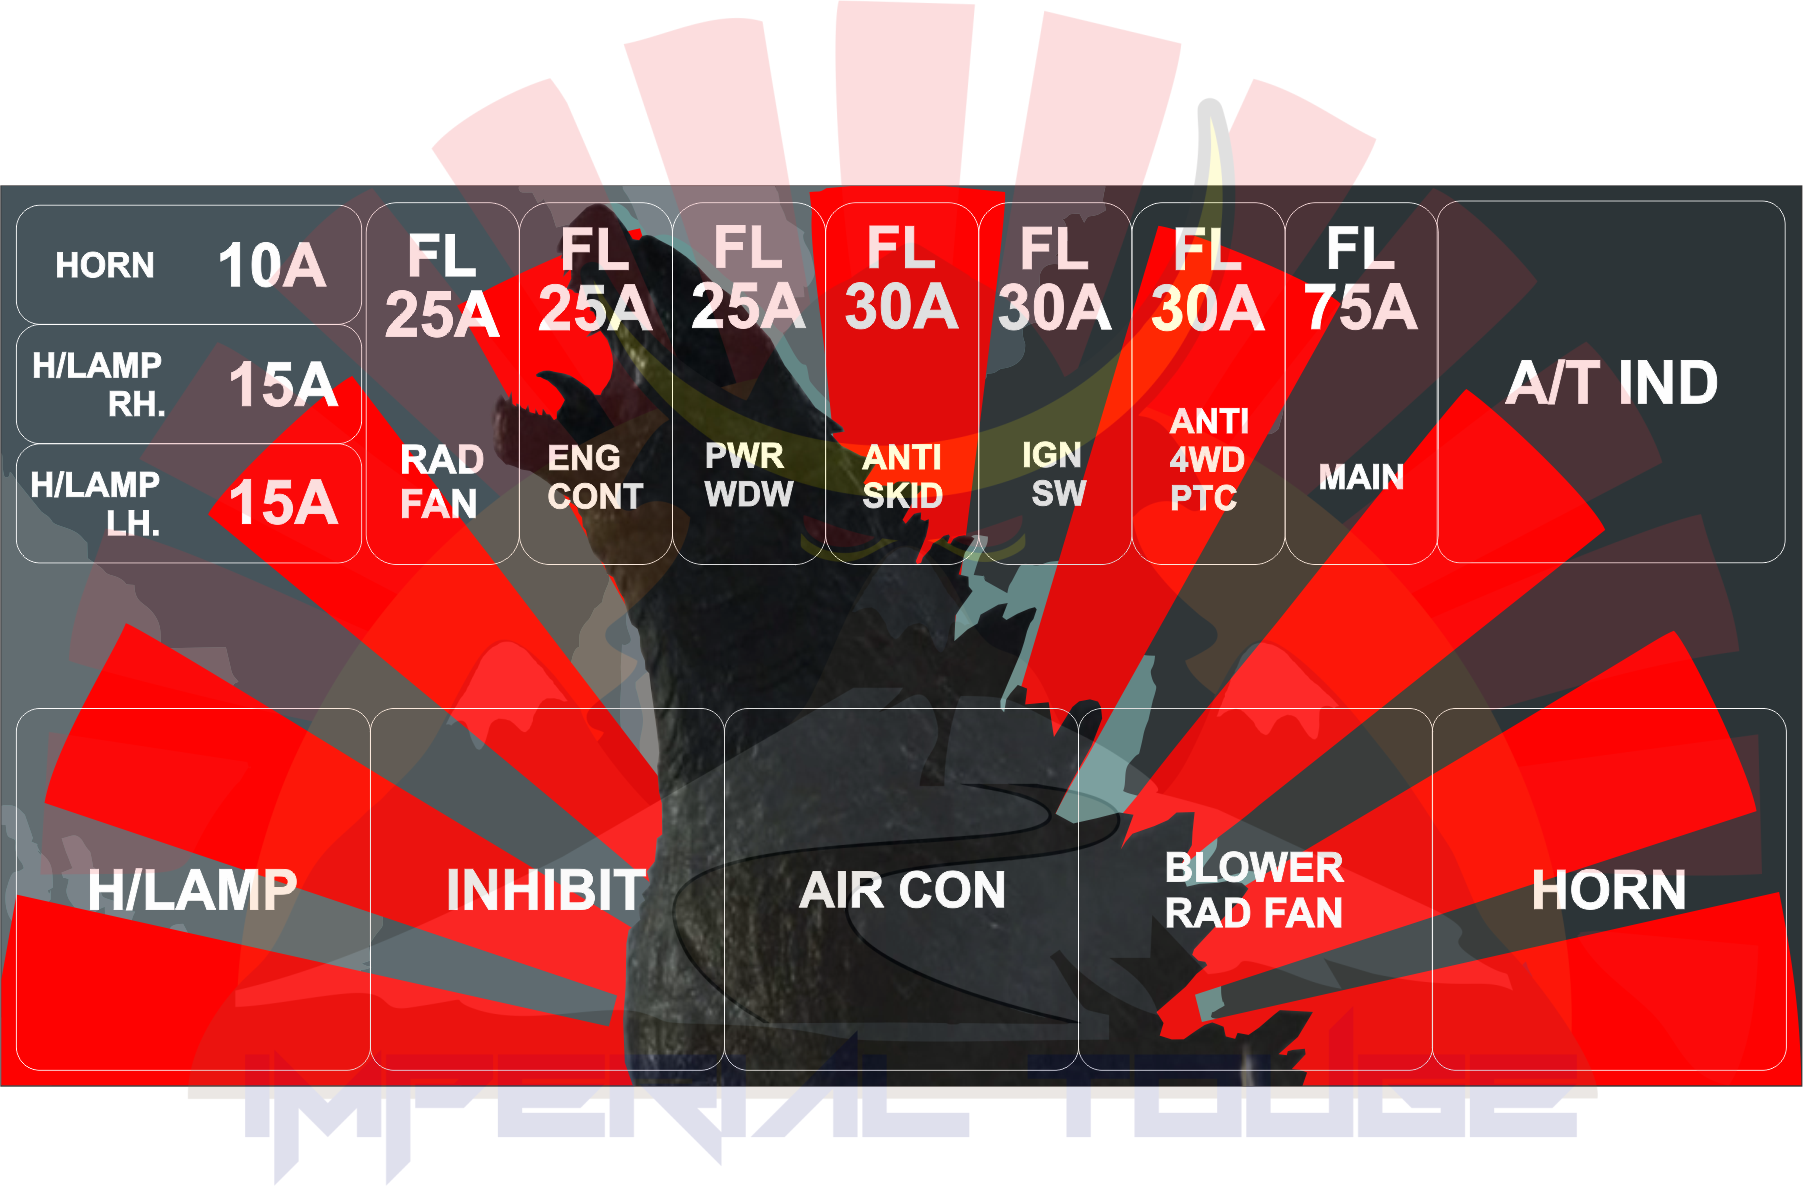 HORN 10A
H/LAMP
RH. 15A
H/LAMP
LH. 15A
FL
25A
RAD
FAN
FL
25A
ENG
CONT
FL
25A
PWR
WDW
FL
30A
ANTI
SKID
FL
30A
IGN
SW
FL
30A
ANTI
4WD
PTC
FL
75A
MAIN
A/T IND
H/LAMP
INHIBIT
AIR CON
BLOWER
RAD FAN
HORN
IMPERIAL TOUGE